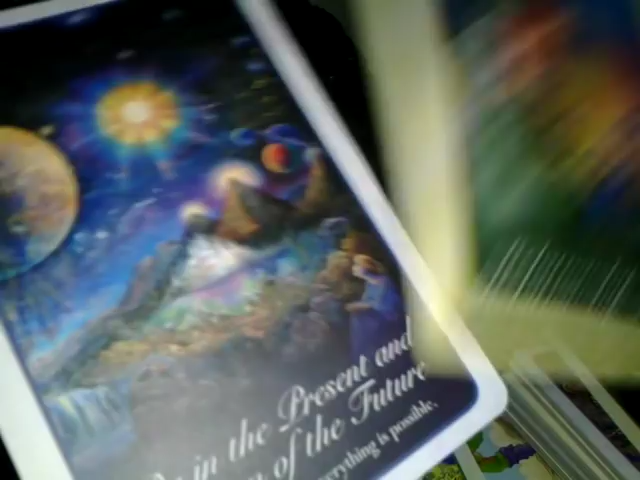 in the Present and
of the Future
everything is possible.